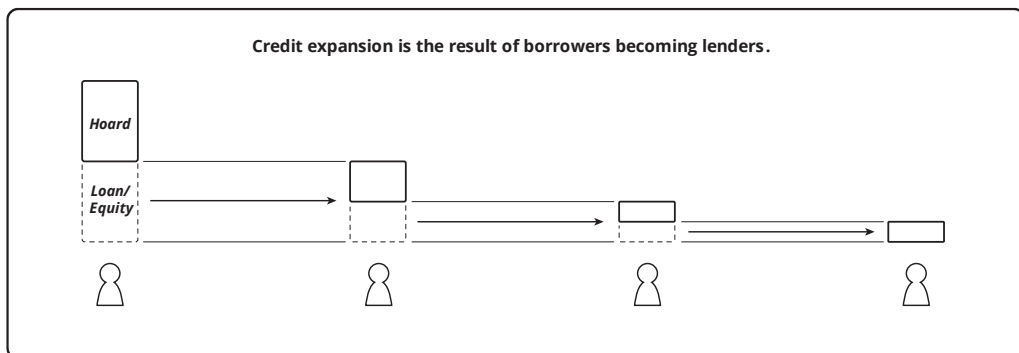 Credit expansion is the result of borrowers becoming lenders.
Hoard
Loan/
Equity